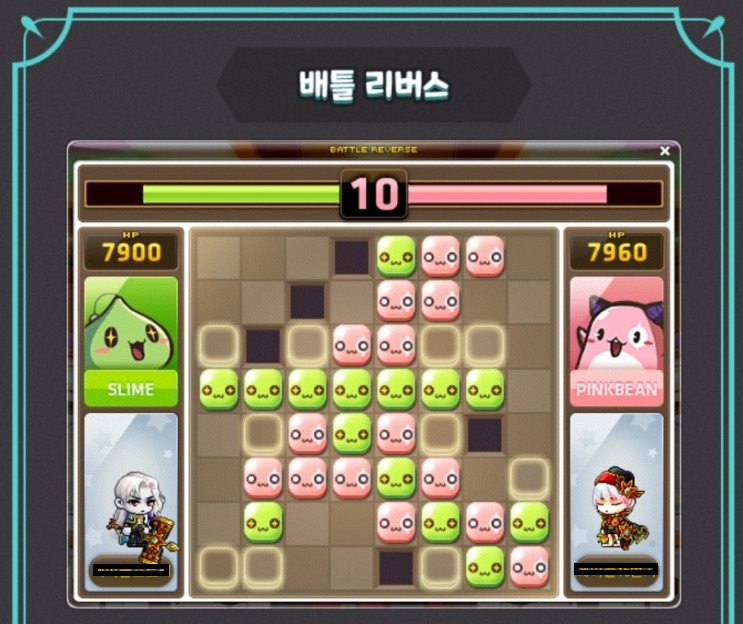 배틀 리버스
BATTLE REVERSE
×
10
HP
7900
HP
7960
SLIME
PINKBEAN